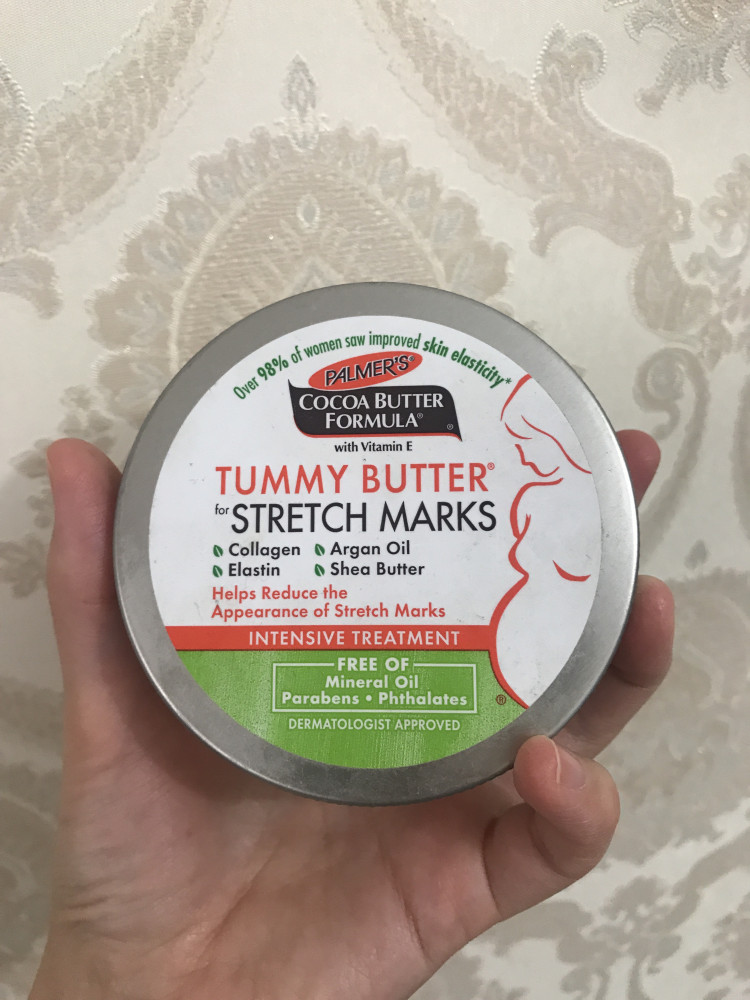 Over 98% of women saw improved skin elasticity*
PALMER'S®
COCOA BUTTER
FORMULA®
®
with Vitamin E
TUMMY BUTTER®
for STRETCH MARKS
Collagen Argan Oil
Elastin Shea Butter
Helps Reduce the
Appearance of Stretch Marks
INTENSIVE TREATMENT
FREE OF
Mineral Oil
Parabens • Phthalates
®
DERMATOLOGIST APPROVED